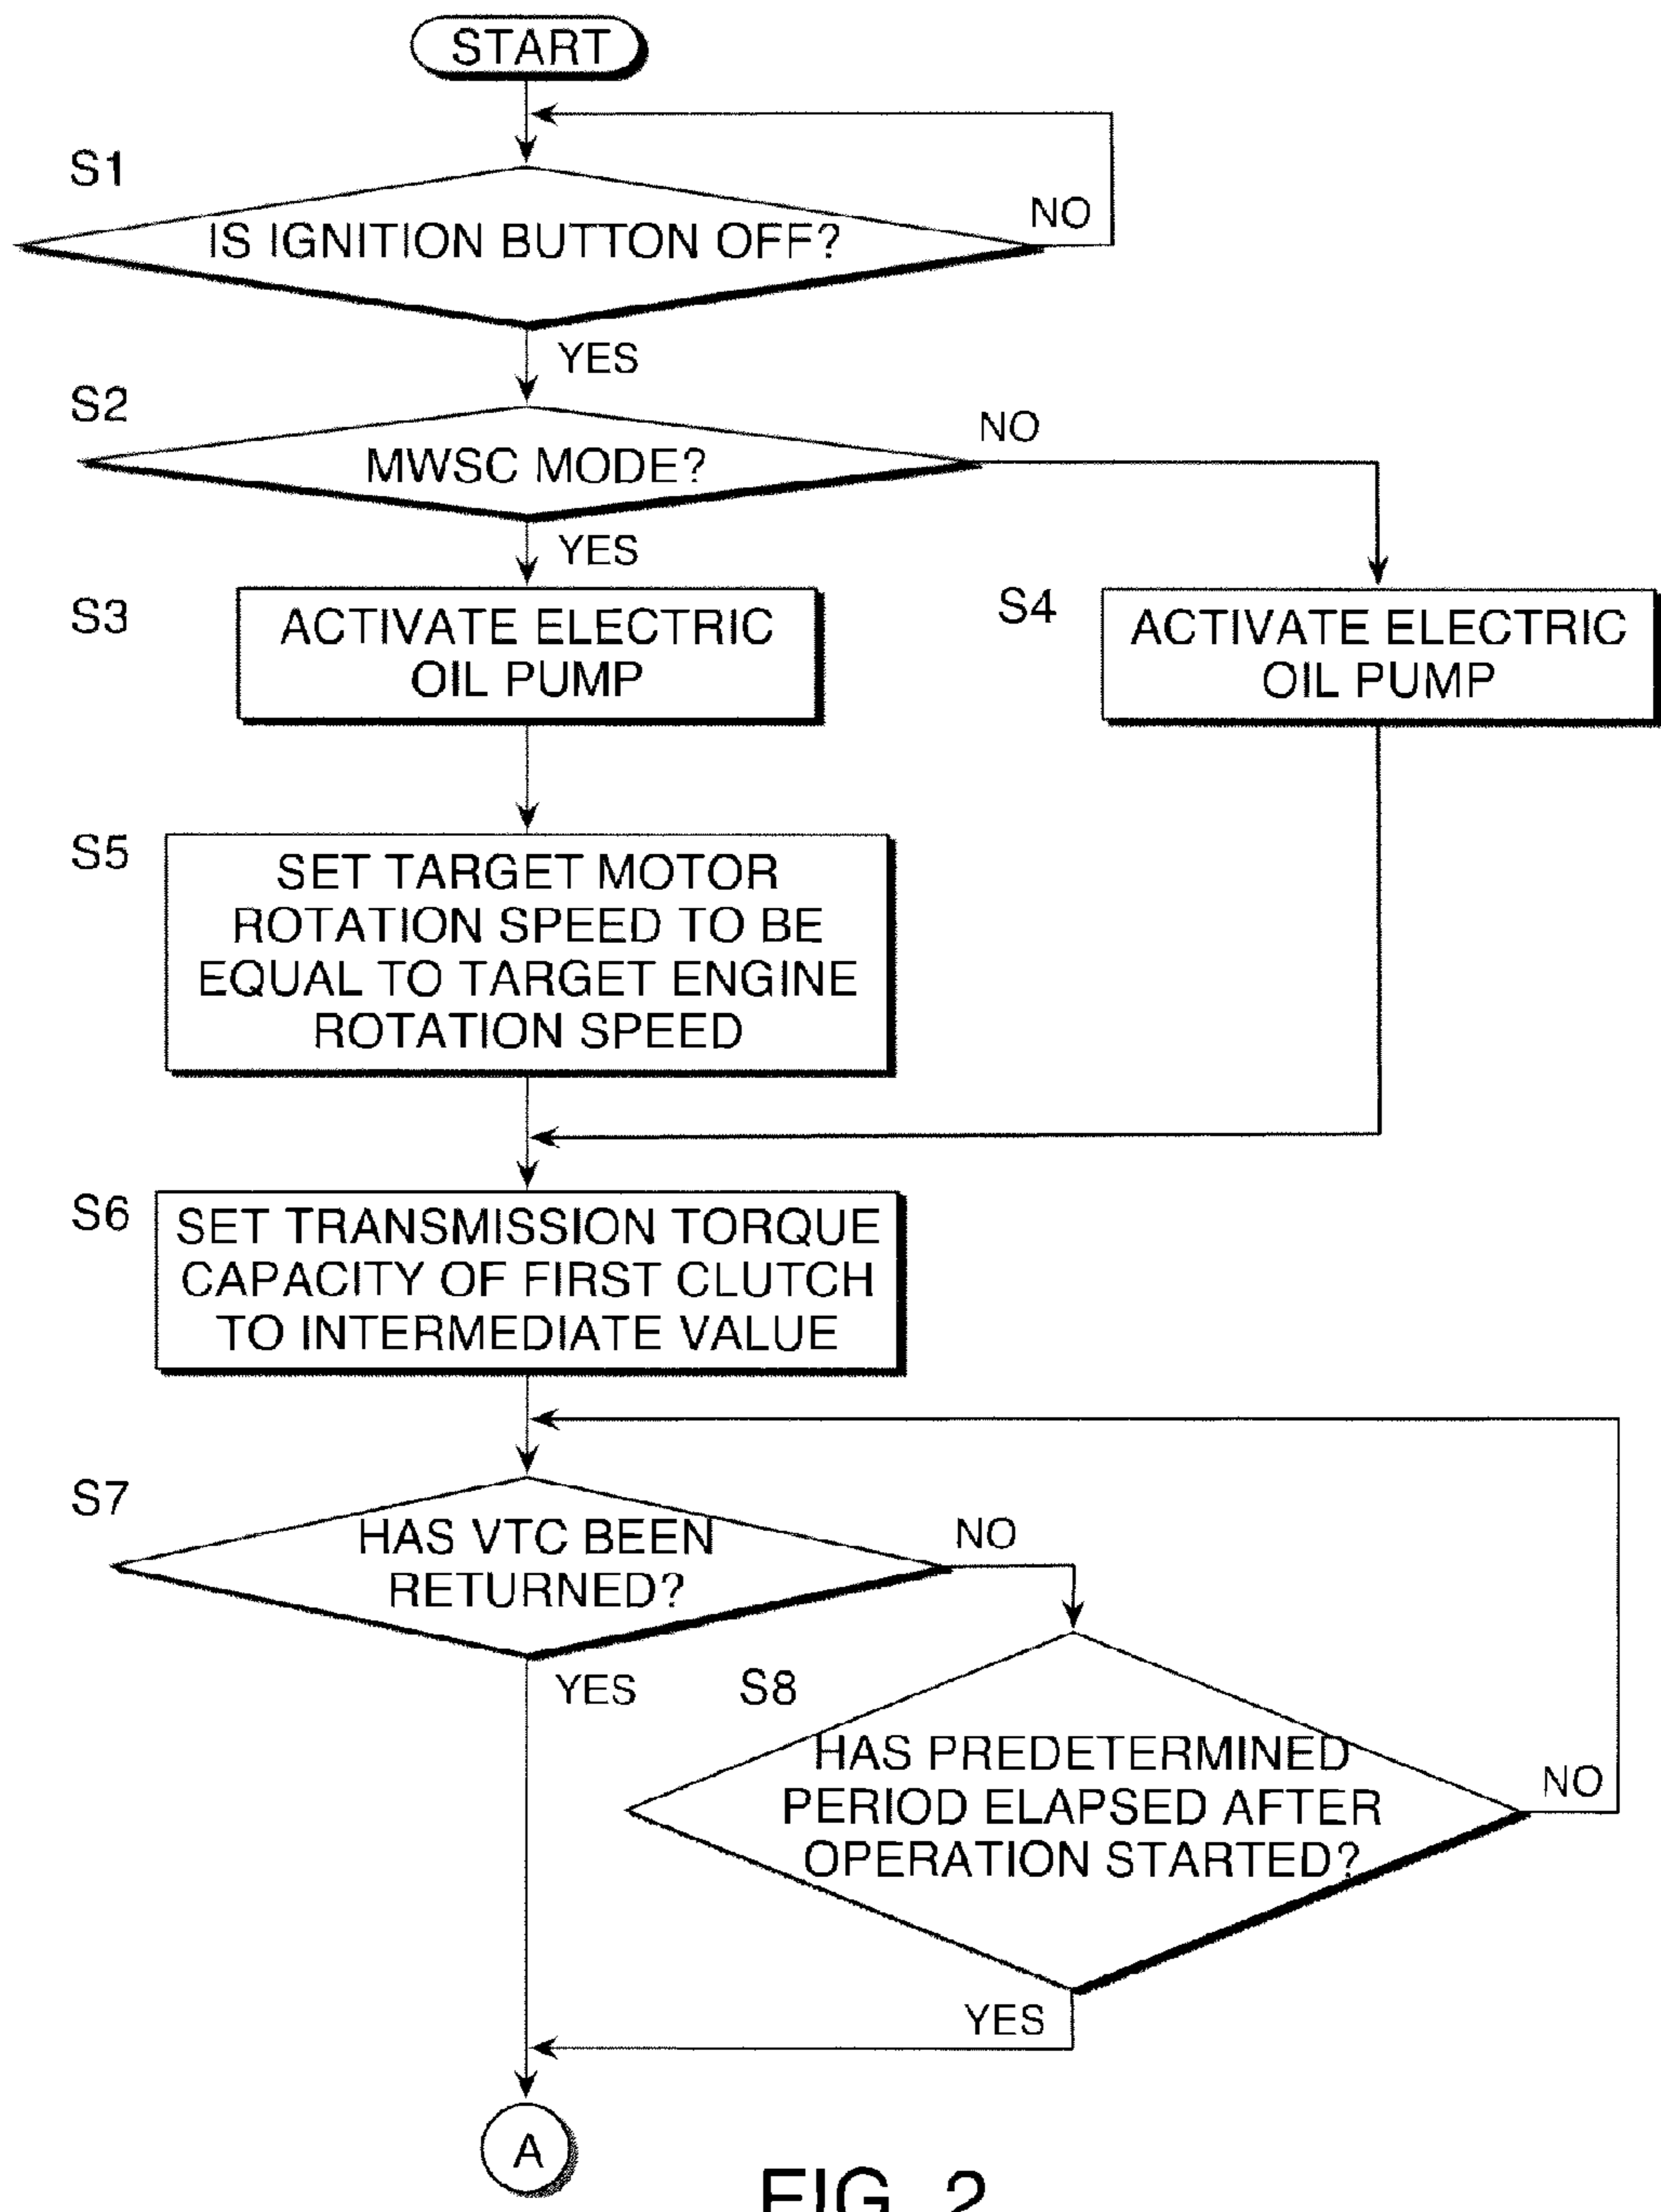 START
S1
IS IGNITION BUTTON OFF?
NO
YES
S2
MWSC MODE?
NO
YES
S3
ACTIVATE ELECTRIC
OIL PUMP
S4
ACTIVATE ELECTRIC
OIL PUMP
S5
SET TARGET MOTOR
ROTATION SPEED TO BE
EQUAL TO TARGET ENGINE
ROTATION SPEED
S6
SET TRANSMISSION TORQUE
CAPACITY OF FIRST CLUTCH
TO INTERMEDIATE VALUE
S7
HAS VTC BEEN
RETURNED?
NO
YES
S8
HAS PREDETERMINED
PERIOD ELAPSED AFTER
OPERATION STARTED?
NO
YES
A
FIG. 2